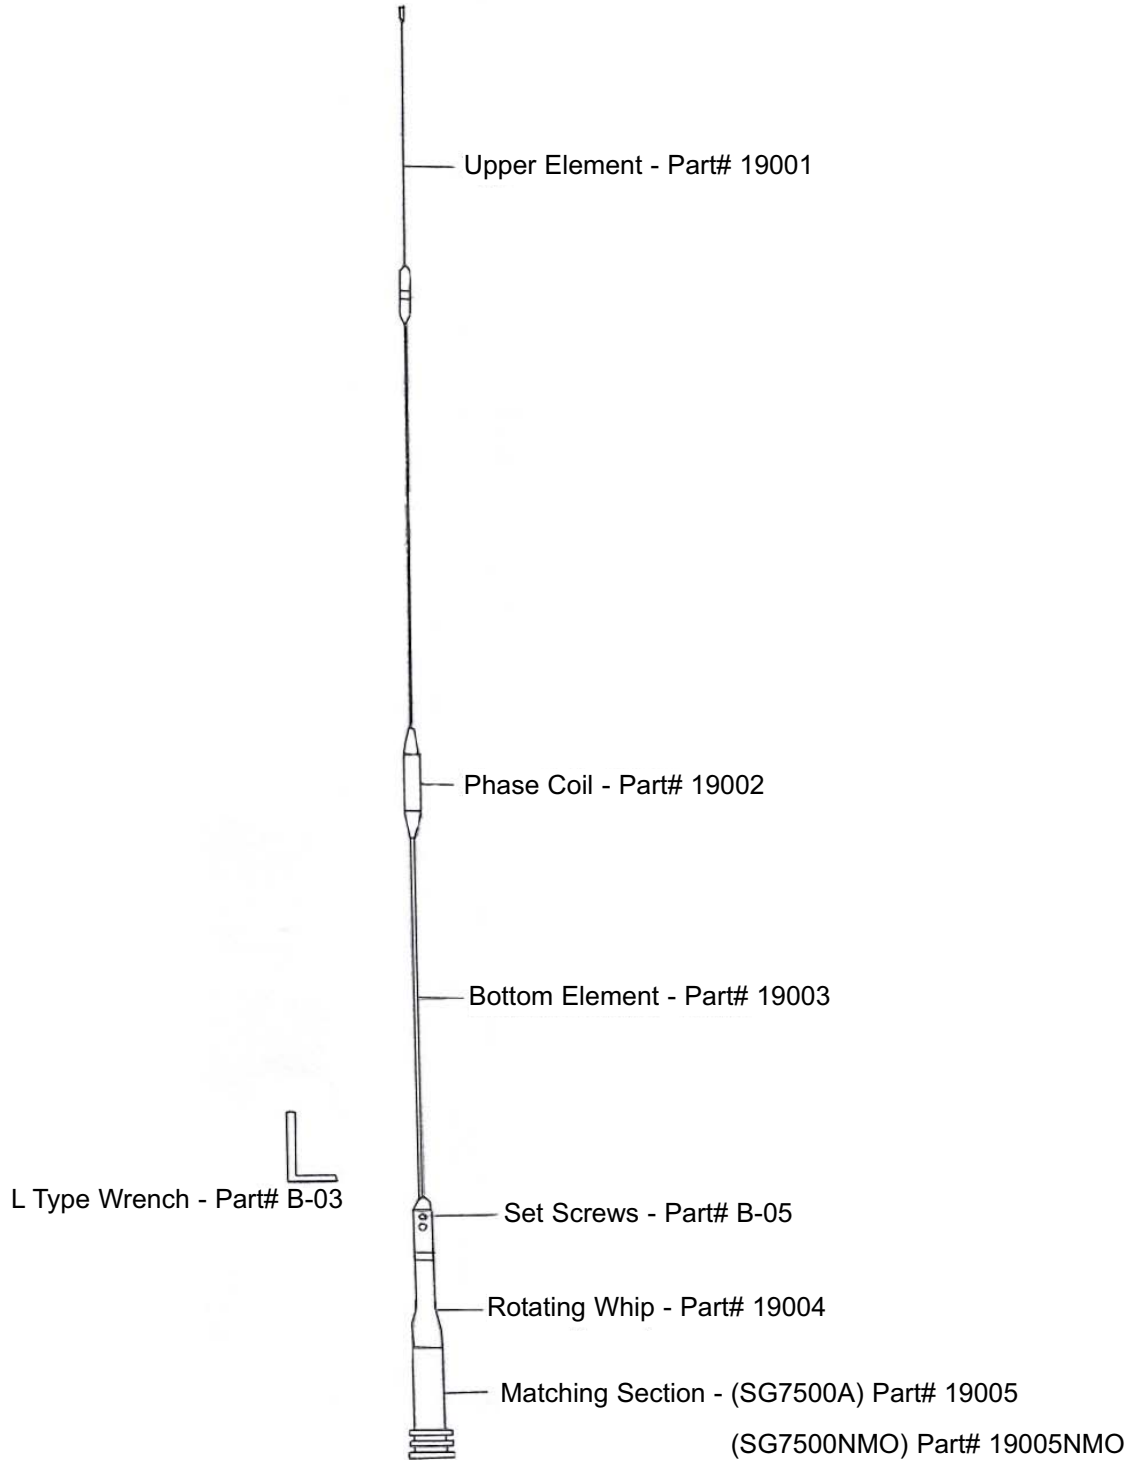 Upper Element - Part# 19001
Phase Coil - Part# 19002
Bottom Element - Part# 19003
L Type Wrench - Part# B-03
Set Screws - Part# B-05
Rotating Whip - Part# 19004
Matching Section - (SG7500A) Part# 19005
(SG7500NMO) Part# 19005NMO